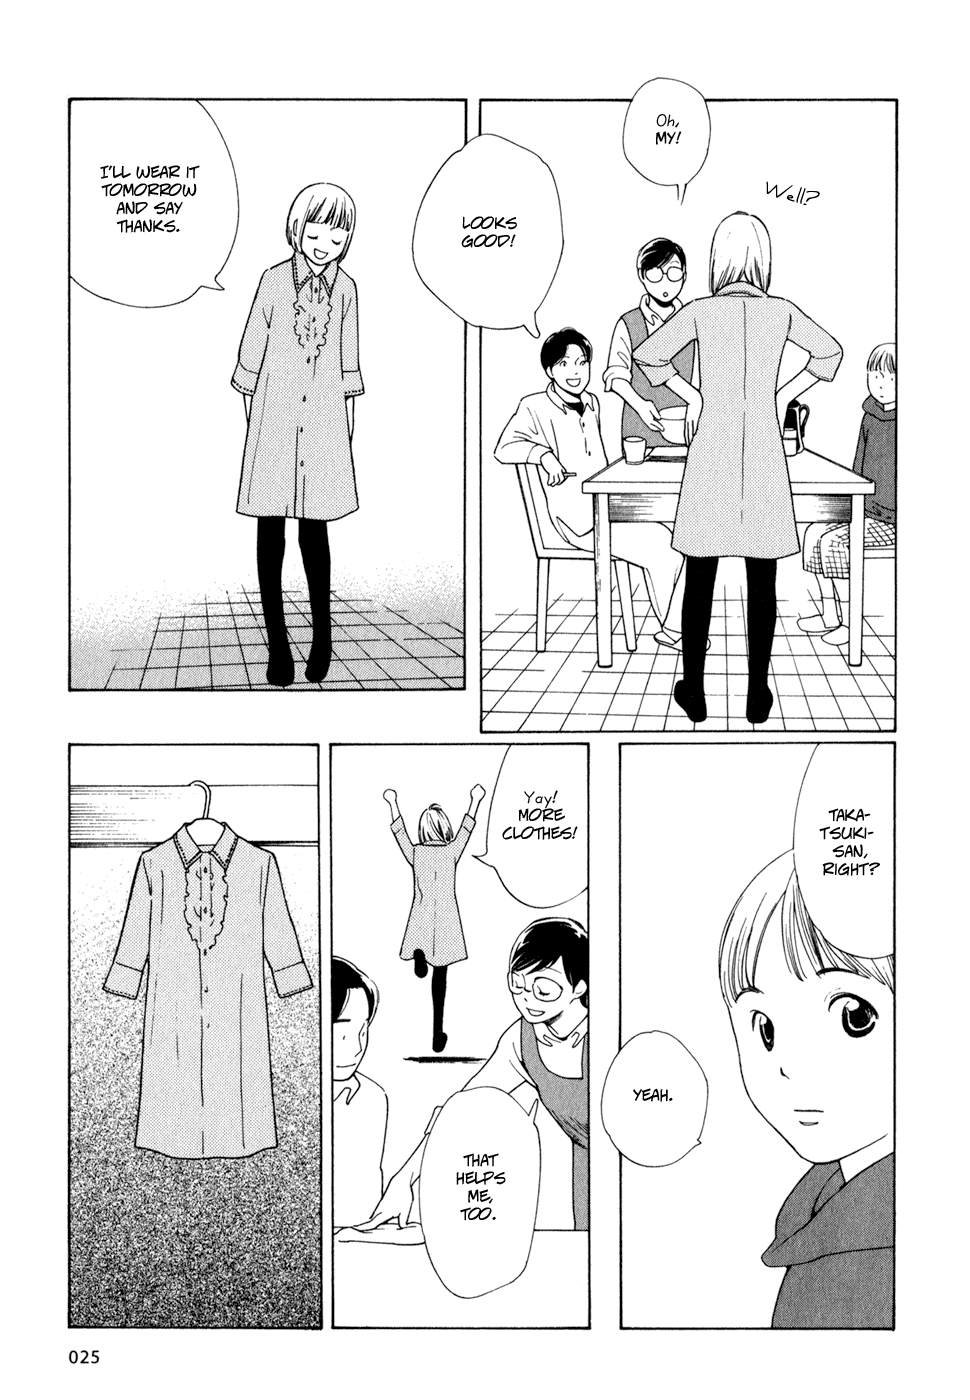 Oh,
MY!
Well?
LOOKS
GOOD!
I'LL WEAR IT
TOMORROW
AND SAY
THANKS.
TAKA-
TSUKI-
SAN,
RIGHT?
YEAH.
Yay!
MORE
CLOTHES!
THAT
HELPS
ME,
TOO.
025